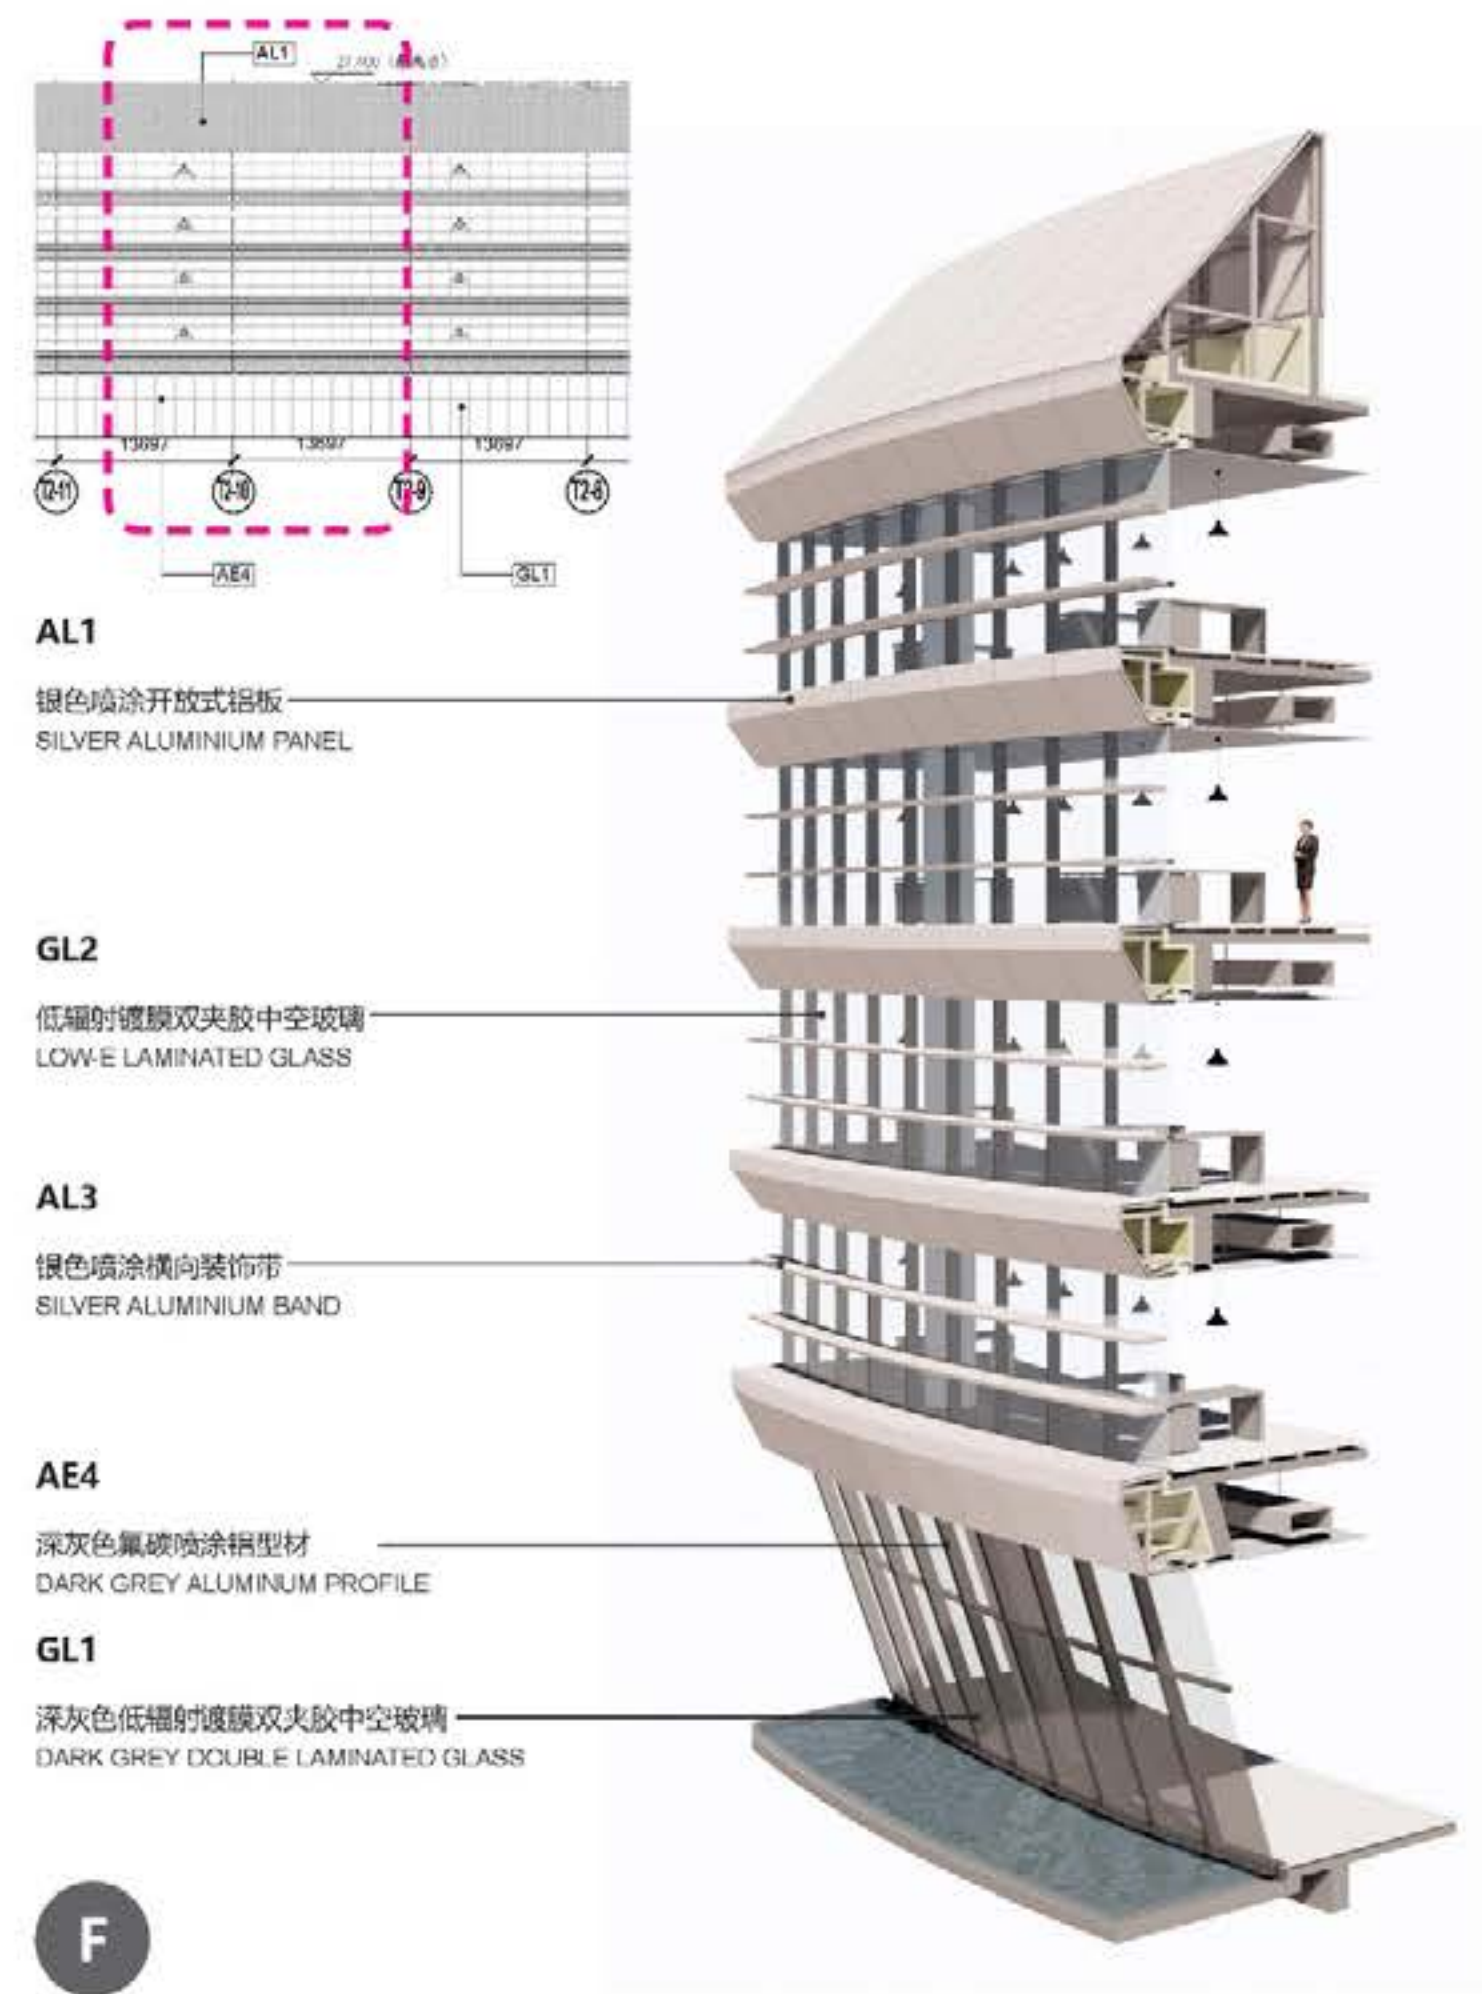 AL1
13697
13697
13697
T2-11
T2-10
T2-9
T2-8
AE4
GL1
AL1
银色喷涂开放式铝板
SILVER ALUMINIUM PANEL
GL2
低辐射镀膜双夹胶中空玻璃
LOW-E LAMINATED GLASS
AL3
银色喷涂横向装饰带
SILVER ALUMINIUM BAND
AE4
深灰色氟碳喷涂铝型材
DARK GREY ALUMINUM PROFILE
GL1
深灰色低辐射镀膜双夹胶中空玻璃
DARK GREY DOUBLE LAMINATED GLASS
F